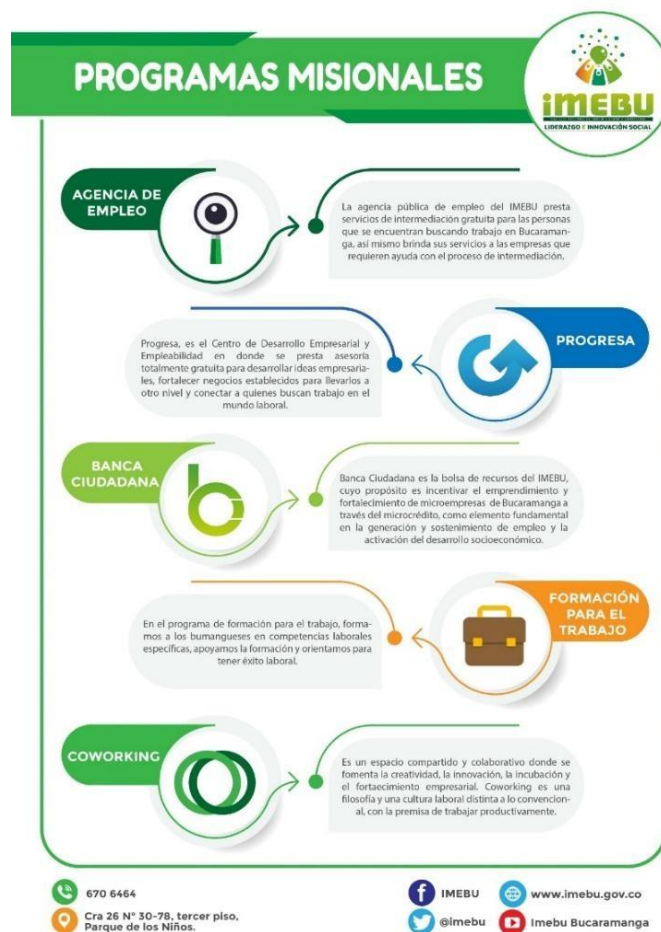 PROGRAMAS MISIONALES
imEBU
LIDERAZGO E INNOVACIÓN SOCIAL
AGENCIA DE
EMPLEO
La agencia pública de empleo del IMEBU presta
servicios de intermediación gratuita para las personas
que se encuentran buscando trabajo en Bucaraman-
ga, así mismo brinda sus servicios a las empresas que
requieren ayuda con el proceso de intermediación.
PROGRESA
Progresa, es el Centro de Desarrollo Empresarial y
Empleabilidad en donde se presta asesoría
totalmente gratuita para desarrollar ideas empresaria-
les, fortalecer negocios establecidos para llevarlos a
otro nivel y conectar a quienes buscan trabajo en el
mundo laboral.
BANCA
CIUDADANA
Banca Ciudadana es la bolsa de recursos del IMEBU,
cuyo propósito es incentivar el emprendimiento y
fortalecimiento de microempresas de Bucaramanga a
través del microcrédito, como elemento fundamental
en la generación y sostenimiento de empleo y la
activación del desarrollo socioeconómico.
FORMACIÓN
PARA EL
TRABAJO
En el programa de formación para el trabajo, forma-
mos a los bumangueses en competencias laborales
específicas, apoyamos la formación y orientamos para
tener éxito laboral.
COWORKING
Es un espacio compartido y colaborativo donde se
fomenta la creatividad, la innovación, la incubación y
el fortaecimiento empresarial. Coworking es una
filosofía y una cultura laboral distinta a lo convencion-
al, con la premisa de trabajar productivamente.
670 6464
Cra 26 N° 30-78, tercer piso,
Parque de los Niños.
IMEBU
www.imebu.gov.co
@imebu
Imebu Bucaramanga